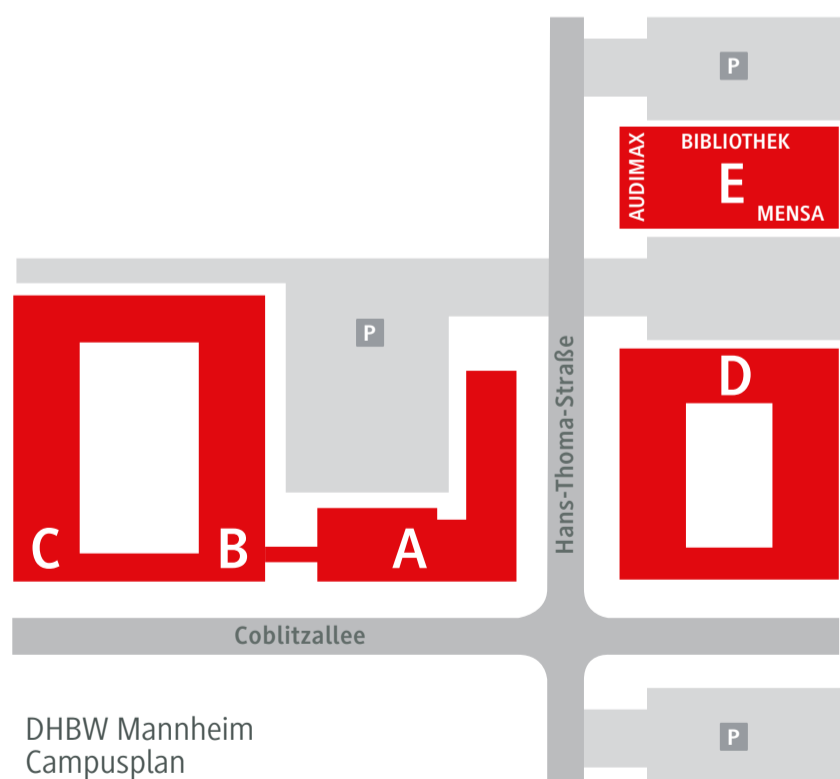 P
AUDIMAX
BIBLIOTHEK
E
MENSA
P
Hans-Thoma-Straße
D
C
B
A
Coblitzallee
DHBW Mannheim
Campusplan
P